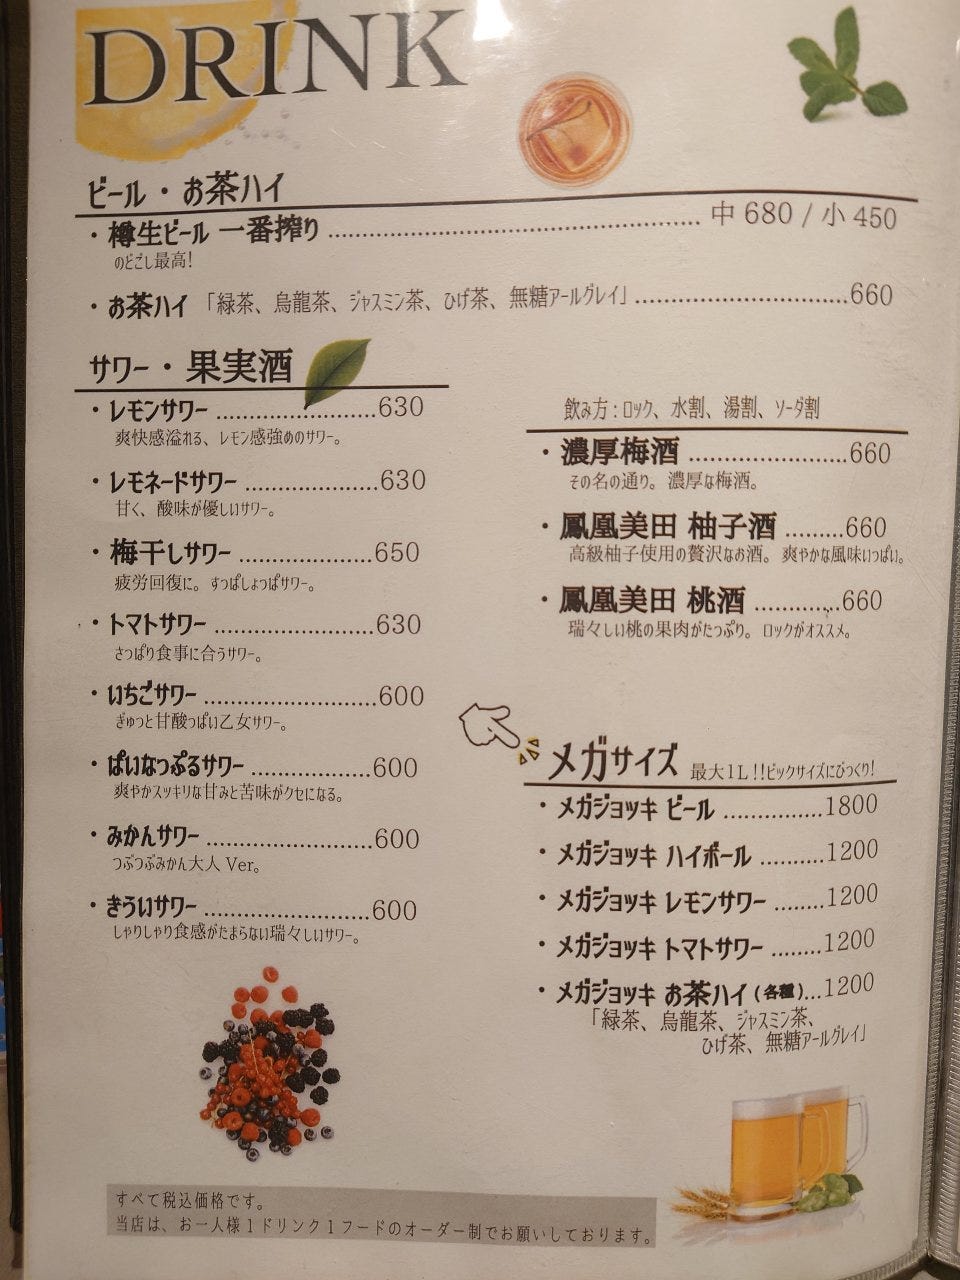 DRINK
ビール・お茶ハイ
・樽生ビール 一番搾り ........ 中 680 / 小 450
のどごし最高!
・お茶ハイ 「緑茶、烏龍茶、ジャスミン茶、ひげ茶、無糖アールグレイ」........660
サワー・果実酒
・レモンサワー ........630
爽快感溢れる、レモン感強めのサワー。
・レモネードサワー ........630
甘く、酸味が優しいサワー。
・梅干しサワー ........650
疲労回復に。すっぱしょっぱサワー。
・トマトサワー ........630
さっぱり食事に合うサワー。
・いちごサワー ........600
ぎゅっと甘酸っぱい乙女サワー。
・ぱいなっぷるサワー ........600
爽やかスッキリな甘みと苦味がクセになる。
・みかんサワー ........600
つぶつぶみかん大人 Ver。
・きういサワー ........600
しゃりしゃり食感がたまらない瑞々しいサワー。
飲み方:ロック、水割、湯割、ソーダ割
・濃厚梅酒 ........660
その名の通り。濃厚な梅酒。
・鳳凰美田 柚子酒 ........660
高級柚子使用の贅沢なお酒。爽やかな風味いっぱい。
・鳳凰美田 桃酒 ........660
瑞々しい桃の果肉がたっぷり。ロックがオススメ。
メガサイズ 最大1L!!ビックサイズにびっくり!
・メガジョッキ ビール ........1800
・メガジョッキ ハイボール ........1200
・メガジョッキ レモンサワー ........1200
・メガジョッキ トマトサワー ........1200
・メガジョッキ お茶ハイ(各種)...1200
「緑茶、烏龍茶、ジャスミン茶、
ひげ茶、無糖アールグレイ」
すべて税込価格です。
当店は、お一人様1ドリンク1フードのオーダー制でお願いしております。